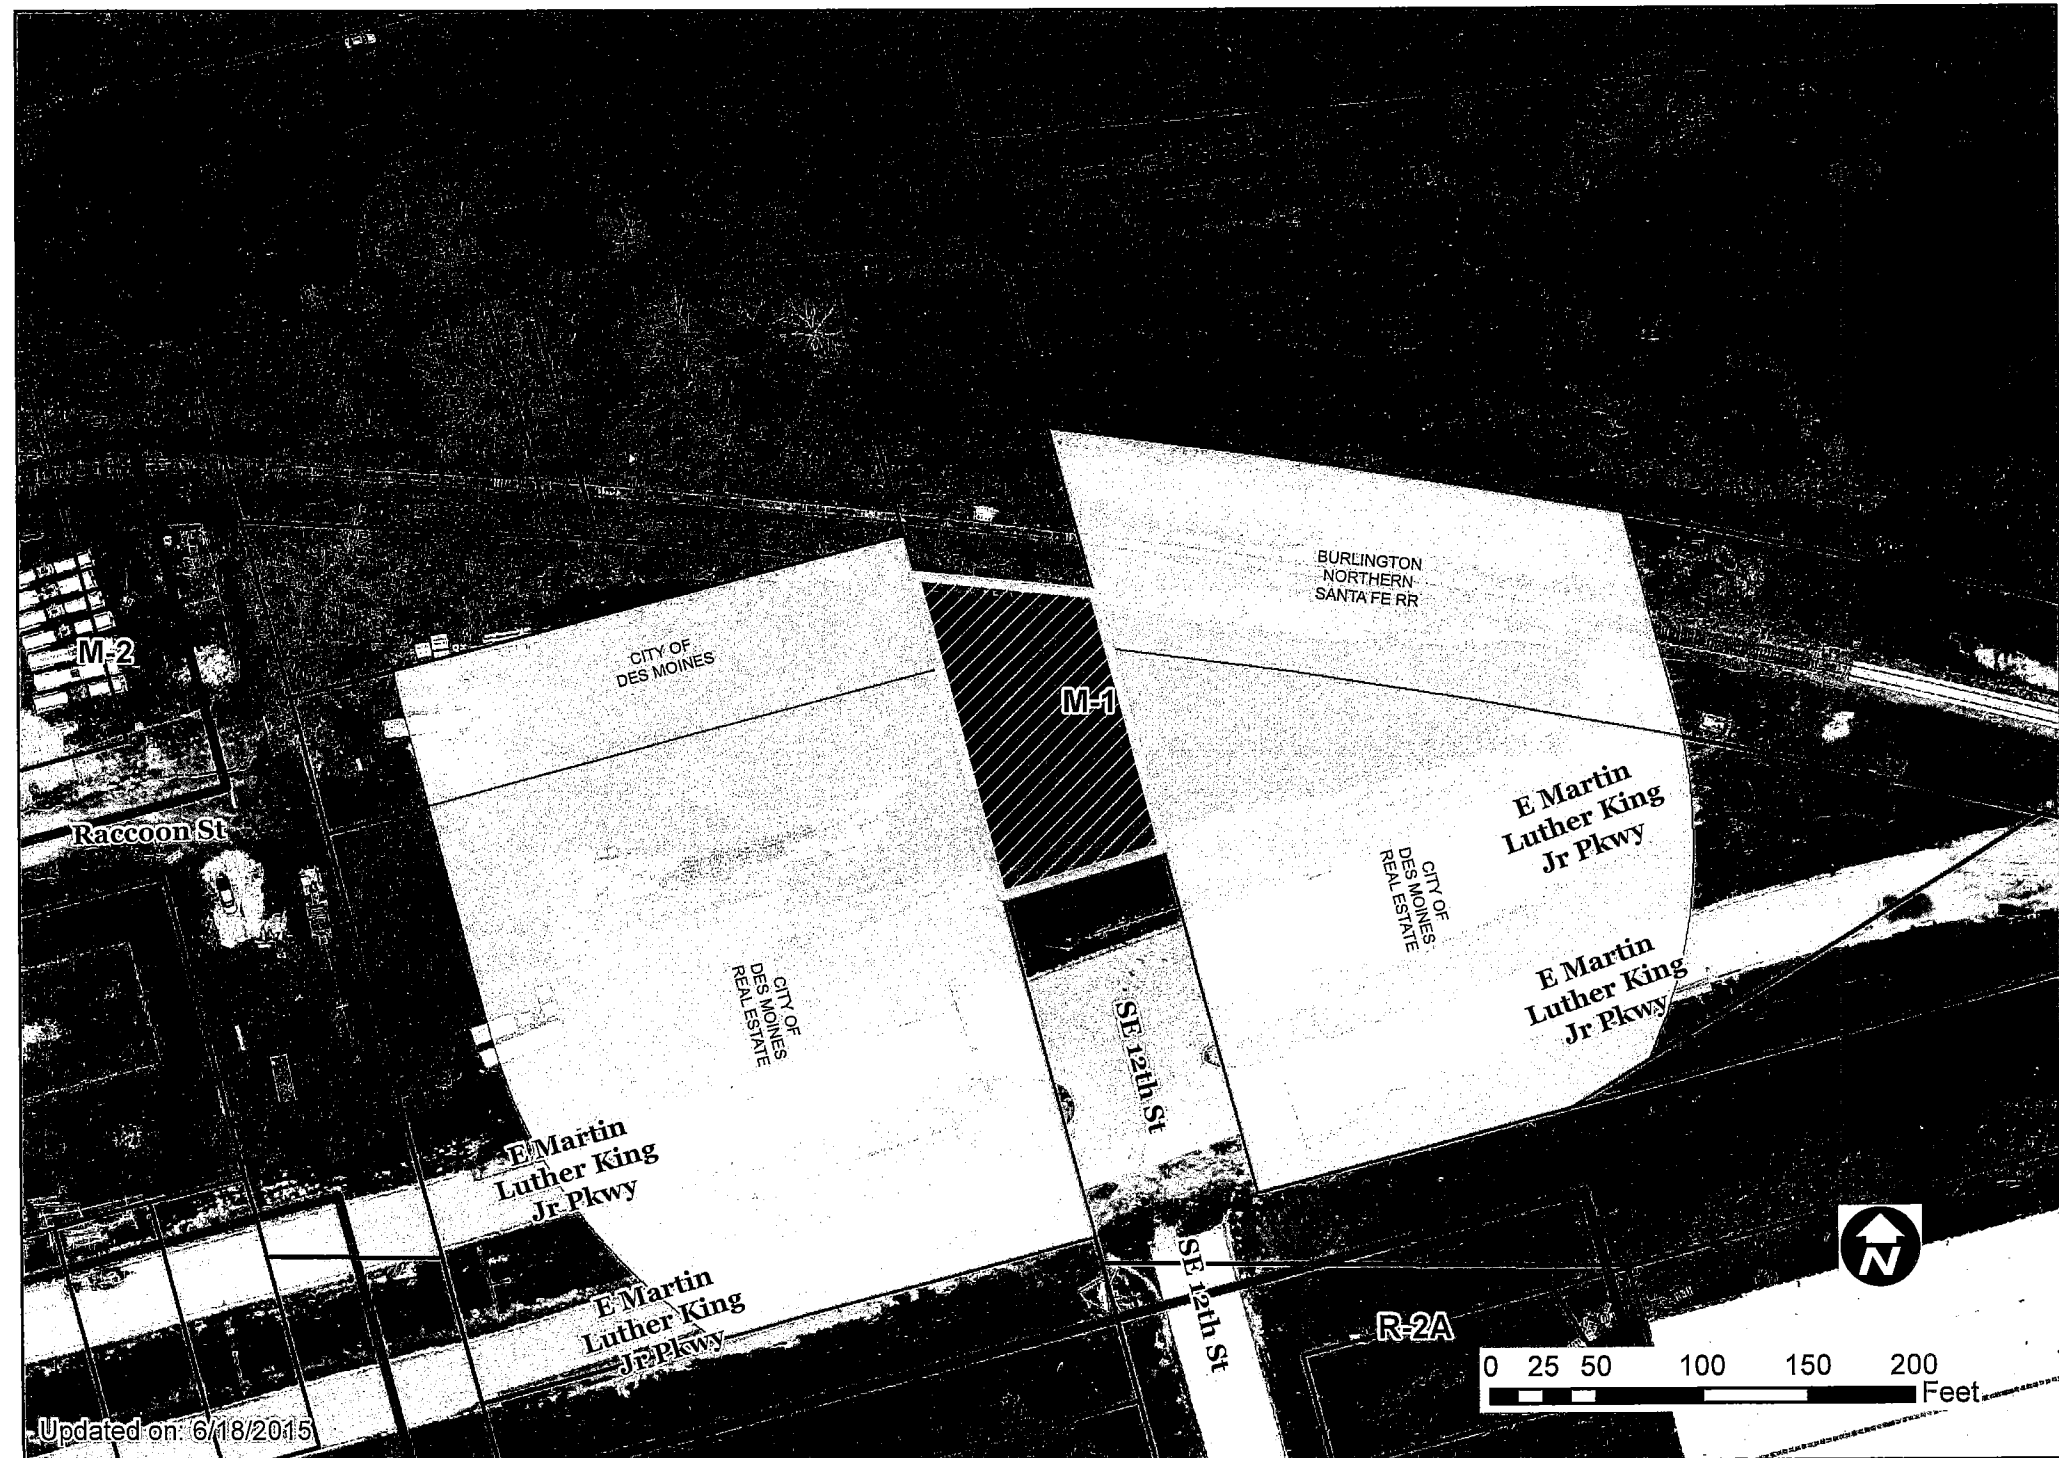 BURLINGTON
NORTHERN
SANTA FE RR
CITY OF
DES MOINES
M-2
M-1
E Martin
Luther King
Jr Pkwy
Raccoon St
CITY OF
DES MOINES
REAL ESTATE
E Martin
Luther King
Jr Pkwy
CITY OF
DES MOINES
REAL ESTATE
SE 12th St
E Martin
Luther King
Jr Pkwy
N
SE 12th St
E Martin
Luther King
Jr Pkwy
R-2A
0 25 50 100 150 200
Feet
Updated on: 6/18/2015